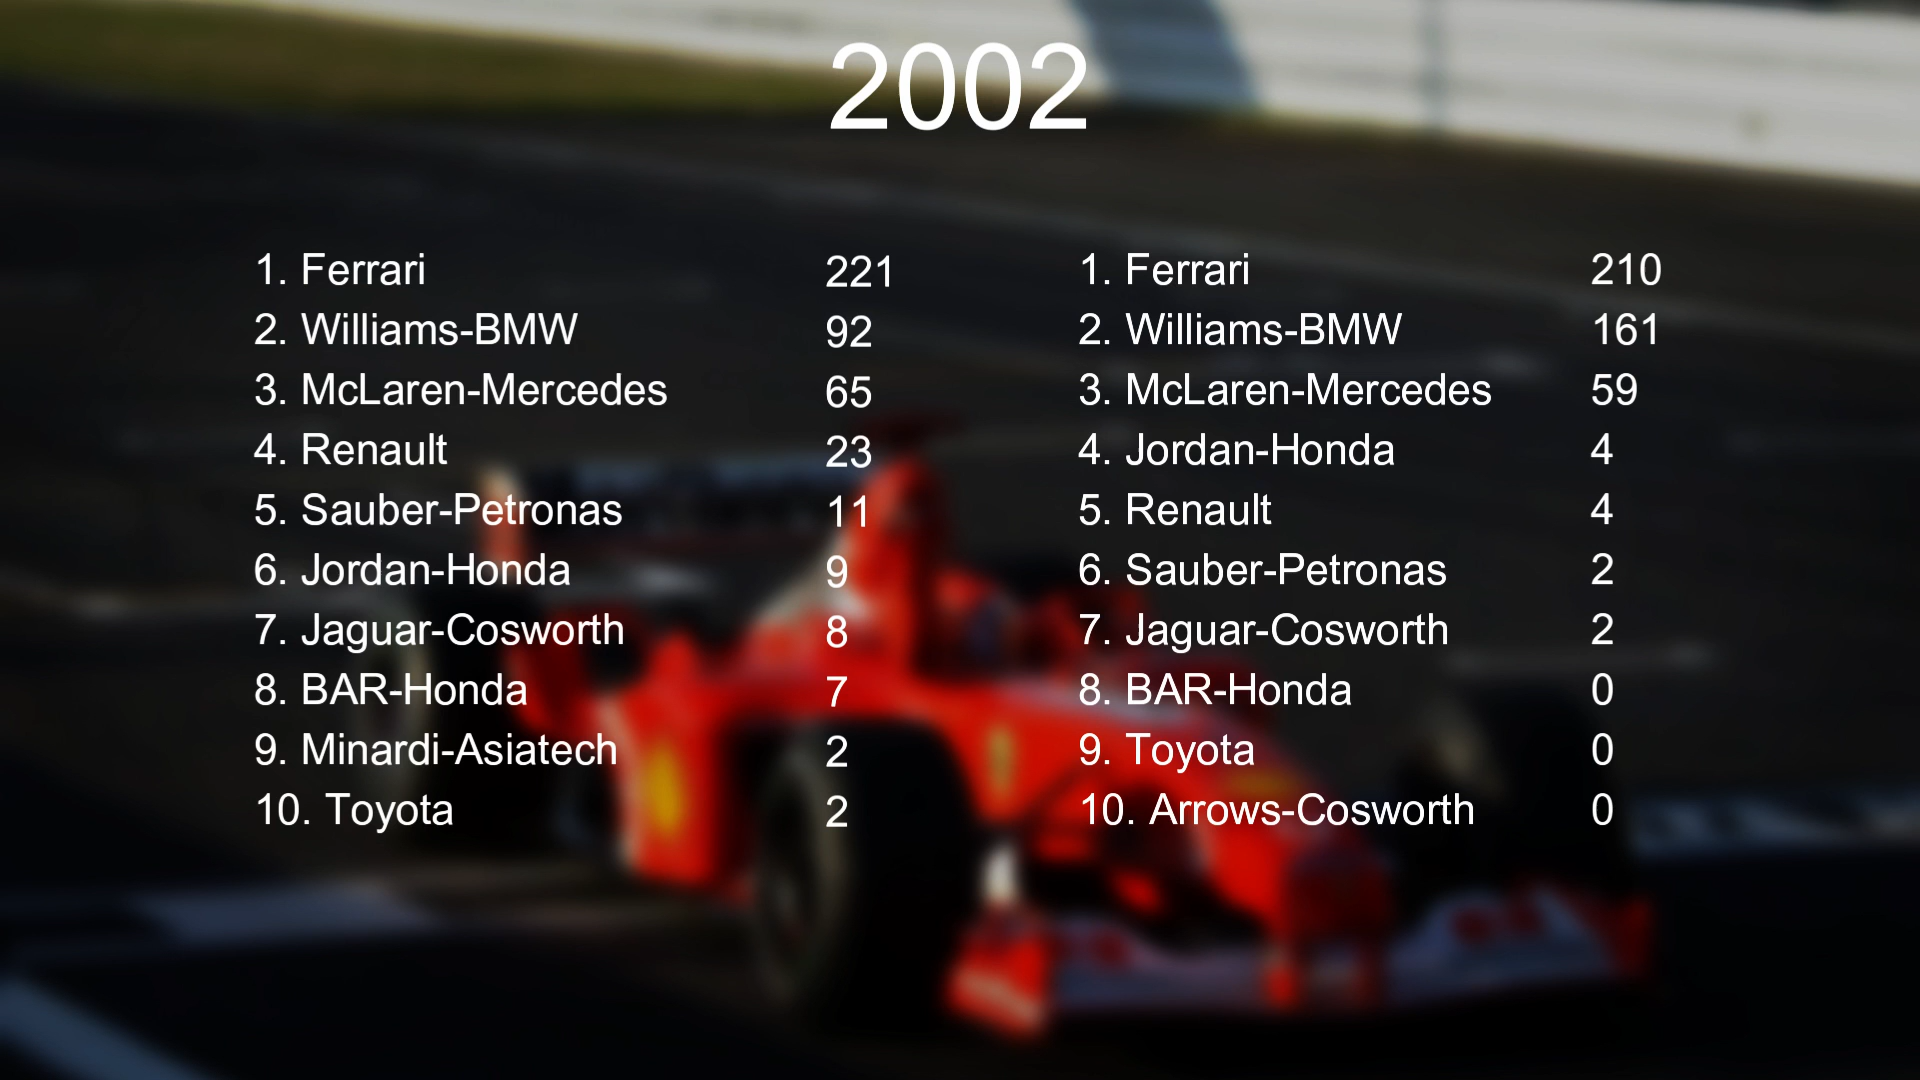 2002
1. Ferrari 221
2. Williams-BMW 92
3. McLaren-Mercedes 65
4. Renault 23
5. Sauber-Petronas 11
6. Jordan-Honda 9
7. Jaguar-Cosworth 8
8. BAR-Honda 7
9. Minardi-Asiatech 2
10. Toyota 2
1. Ferrari 210
2. Williams-BMW 161
3. McLaren-Mercedes 59
4. Jordan-Honda 4
5. Renault 4
6. Sauber-Petronas 2
7. Jaguar-Cosworth 2
8. BAR-Honda 0
9. Toyota 0
10. Arrows-Cosworth 0